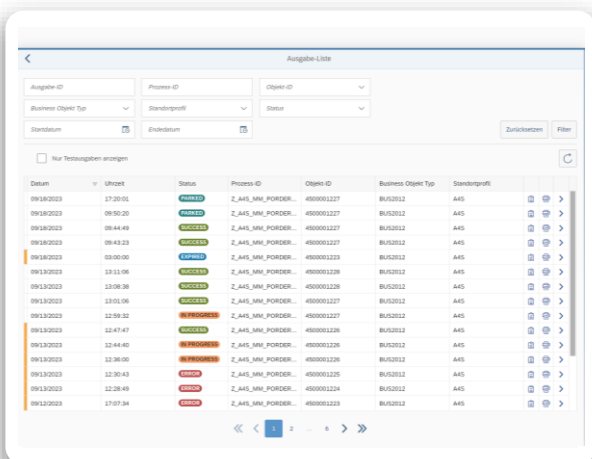 Ausgabe-Liste
Ausgabe-ID Prozess-ID Objekt-ID
Business Objekt Typ Standortprofil Status
Startdatum Endedatum Zurücksetzen Filter
Nur Testausgaben anzeigen
Datum Uhrzeit Status Prozess-ID Objekt-ID Business Objekt Typ Standortprofil
09/18/2023 17:20:01 PARKED Z_A4S_MM_PORDER... 4500001227 BUS2012 A4S
09/18/2023 09:50:20 PARKED Z_A4S_MM_PORDER... 4500001227 BUS2012 A4S
09/18/2023 09:44:49 SUCCESS Z_A4S_MM_PORDER... 4500001227 BUS2012 A4S
09/18/2023 09:43:23 SUCCESS Z_A4S_MM_PORDER... 4500001227 BUS2012 A4S
09/18/2023 03:00:00 EXPIRED Z_A4S_MM_PORDER... 4500001223 BUS2012 A4S
09/13/2023 13:11:06 SUCCESS Z_A4S_MM_PORDER... 4500001228 BUS2012 A4S
09/13/2023 13:08:38 SUCCESS Z_A4S_MM_PORDER... 4500001228 BUS2012 A4S
09/13/2023 13:01:06 SUCCESS Z_A4S_MM_PORDER... 4500001227 BUS2012 A4S
09/13/2023 12:59:32 IN PROGRESS Z_A4S_MM_PORDER... 4500001227 BUS2012 A4S
09/13/2023 12:47:47 SUCCESS Z_A4S_MM_PORDER... 4500001226 BUS2012 A4S
09/13/2023 12:44:40 IN PROGRESS Z_A4S_MM_PORDER... 4500001226 BUS2012 A4S
09/13/2023 12:36:00 IN PROGRESS Z_A4S_MM_PORDER... 4500001226 BUS2012 A4S
09/13/2023 12:30:43 ERROR Z_A4S_MM_PORDER... 4500001225 BUS2012 A4S
09/13/2023 12:28:49 ERROR Z_A4S_MM_PORDER... 4500001224 BUS2012 A4S
09/12/2023 17:07:34 ERROR Z_A4S_MM_PORDER... 4500001223 BUS2012 A4S
1 2 ... 6